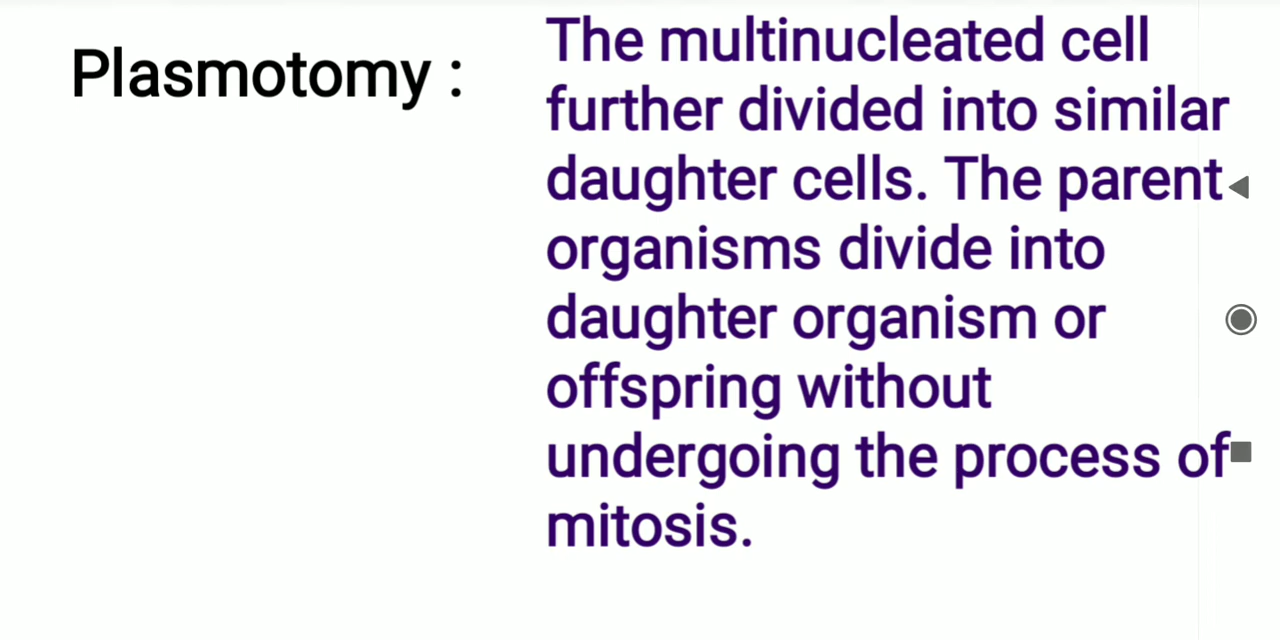 Plasmotomy :
The multinucleated cell
further divided into similar
daughter cells. The parent
organisms divide into
daughter organism or
offspring without
undergoing the process of
mitosis.